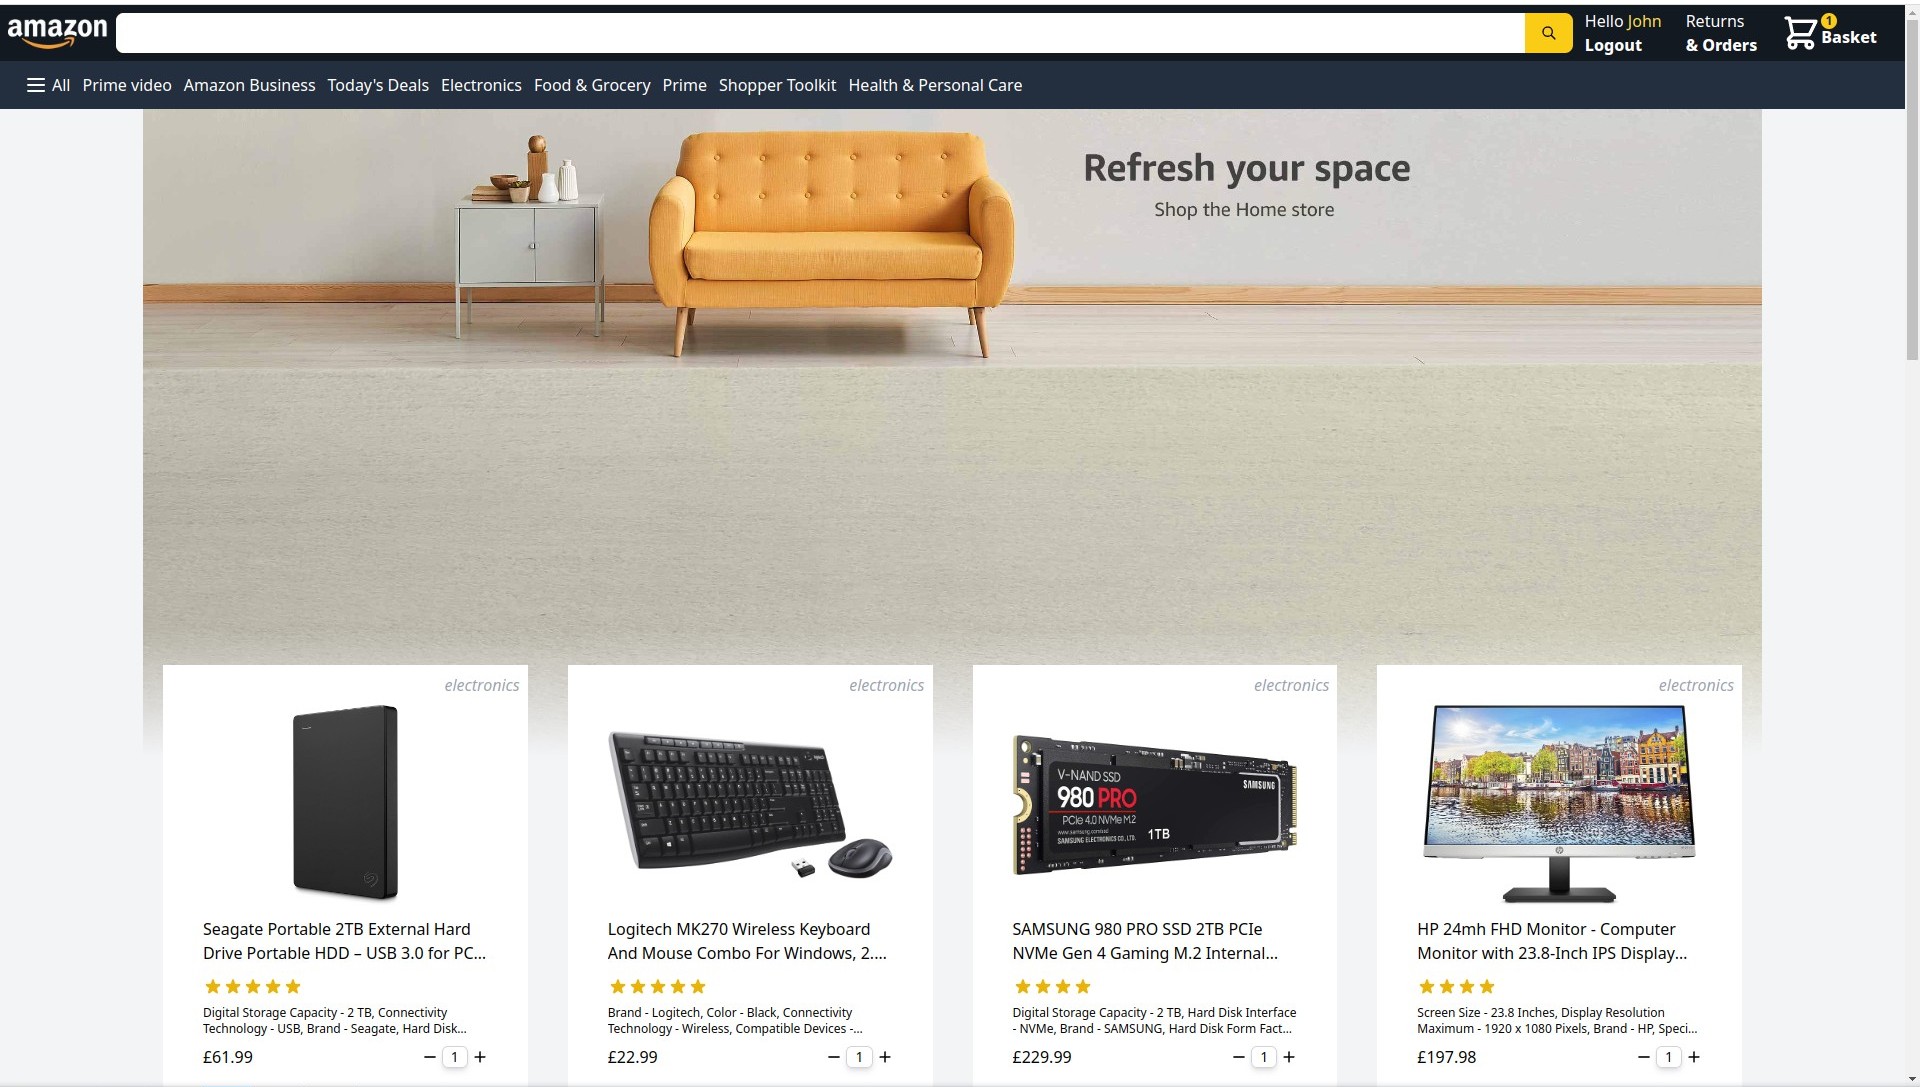 amazon
Hello John
Logout
Returns
& Orders
1
Basket
All Prime video Amazon Business Today's Deals Electronics Food & Grocery Prime Shopper Toolkit Health & Personal Care
Refresh your space
Shop the Home store
electronics
Seagate Portable 2TB External Hard
Drive Portable HDD – USB 3.0 for PC...
Digital Storage Capacity - 2 TB, Connectivity
Technology - USB, Brand - Seagate, Hard Disk...
£61.99
1
electronics
Logitech MK270 Wireless Keyboard
And Mouse Combo For Windows, 2....
Brand - Logitech, Color - Black, Connectivity
Technology - Wireless, Compatible Devices -...
£22.99
1
electronics
V-NAND SSD
980 PRO
PCIe 4.0 NVMe M.2
SAMSUNG ELECTRONICS CO., LTD.
1TB
SAMSUNG
SAMSUNG 980 PRO SSD 2TB PCIe
NVMe Gen 4 Gaming M.2 Internal...
Digital Storage Capacity - 2 TB, Hard Disk Interface
- NVMe, Brand - SAMSUNG, Hard Disk Form Fact...
£229.99
1
electronics
HP 24mh FHD Monitor - Computer
Monitor with 23.8-Inch IPS Display...
Screen Size - 23.8 Inches, Display Resolution
Maximum - 1920 x 1080 Pixels, Brand - HP, Speci...
£197.98
1